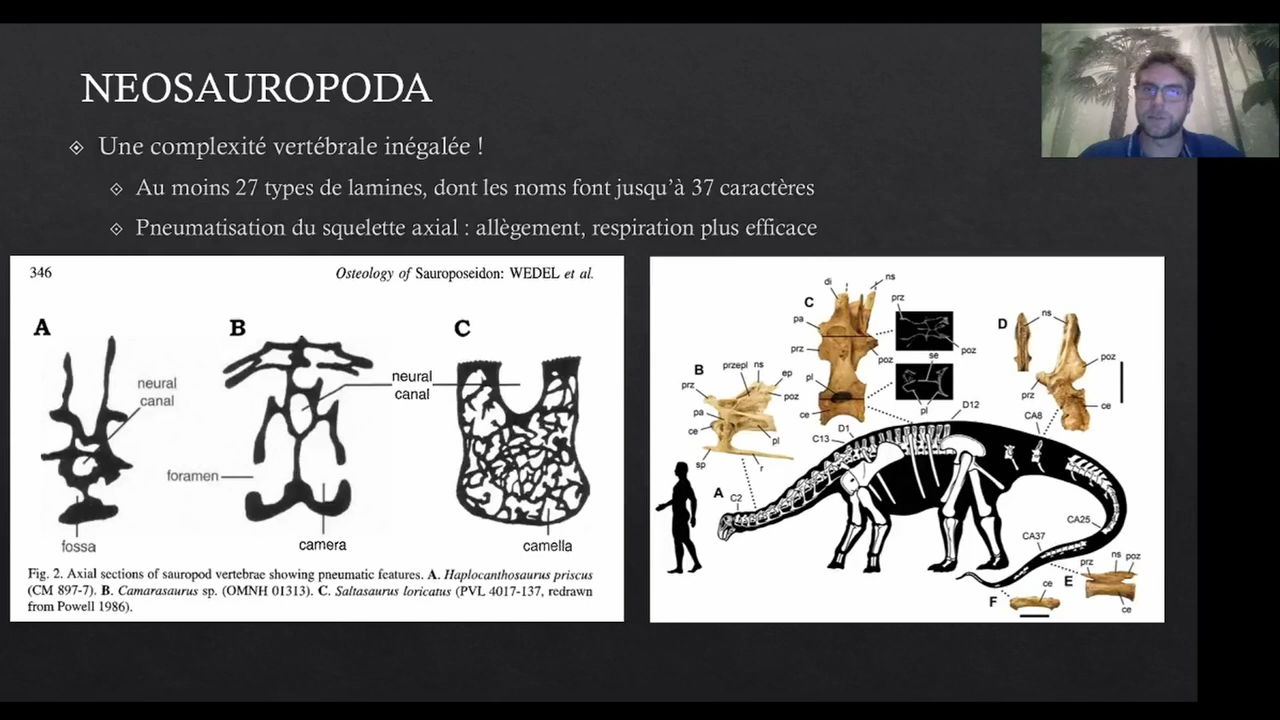 NEOSAUROPODA
Une complexité vertébrale inégalée !
Au moins 27 types de lamines, dont les noms font jusqu'à 37 caractères
Pneumatisation du squelette axial : allègement, respiration plus efficace
346
Osteology of Sauroposeidon: WEDEL et al.
A
B
C
neural
canal
neural
canal
foramen
fossa
camera
camella
Fig. 2. Axial sections of sauropod vertebrae showing pneumatic features. A. Haplocanthosaurus priscus
(CM 897-7). B. Camarasaurus sp. (OMNH 01313). C. Saltasaurus loricatus (PVL 4017-137, redrawn
from Powell 1986).
C
di
ns
pa
prz
poz
pl
ce
prz
poz
se
pl
D
ns
poz
prz
ce
B
przepl
ns
ep
prz
poz
pa
ce
pl
sp
r
A
C2
C13
D1
D12
CA8
CA25
CA37
prz
ns
poz
E
ce
F
ce